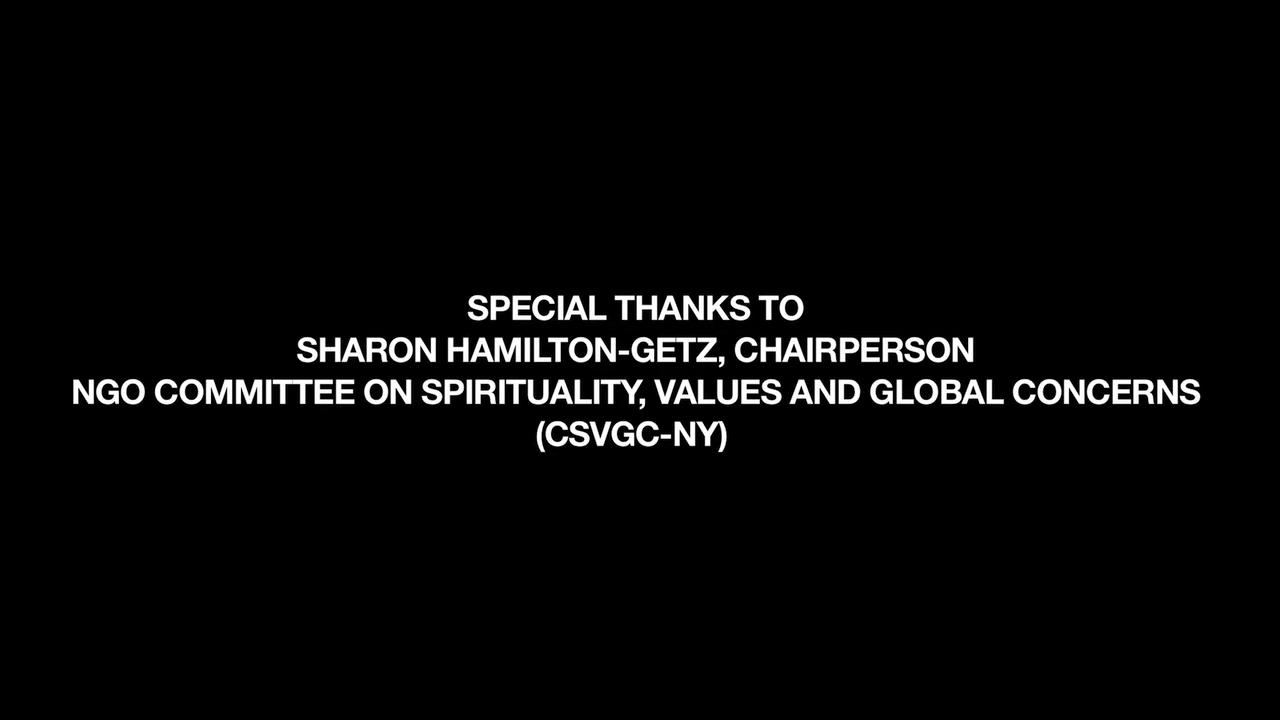 SPECIAL THANKS TO
SHARON HAMILTON-GETZ, CHAIRPERSON
NGO COMMITTEE ON SPIRITUALITY, VALUES AND GLOBAL CONCERNS
(CSVGC-NY)